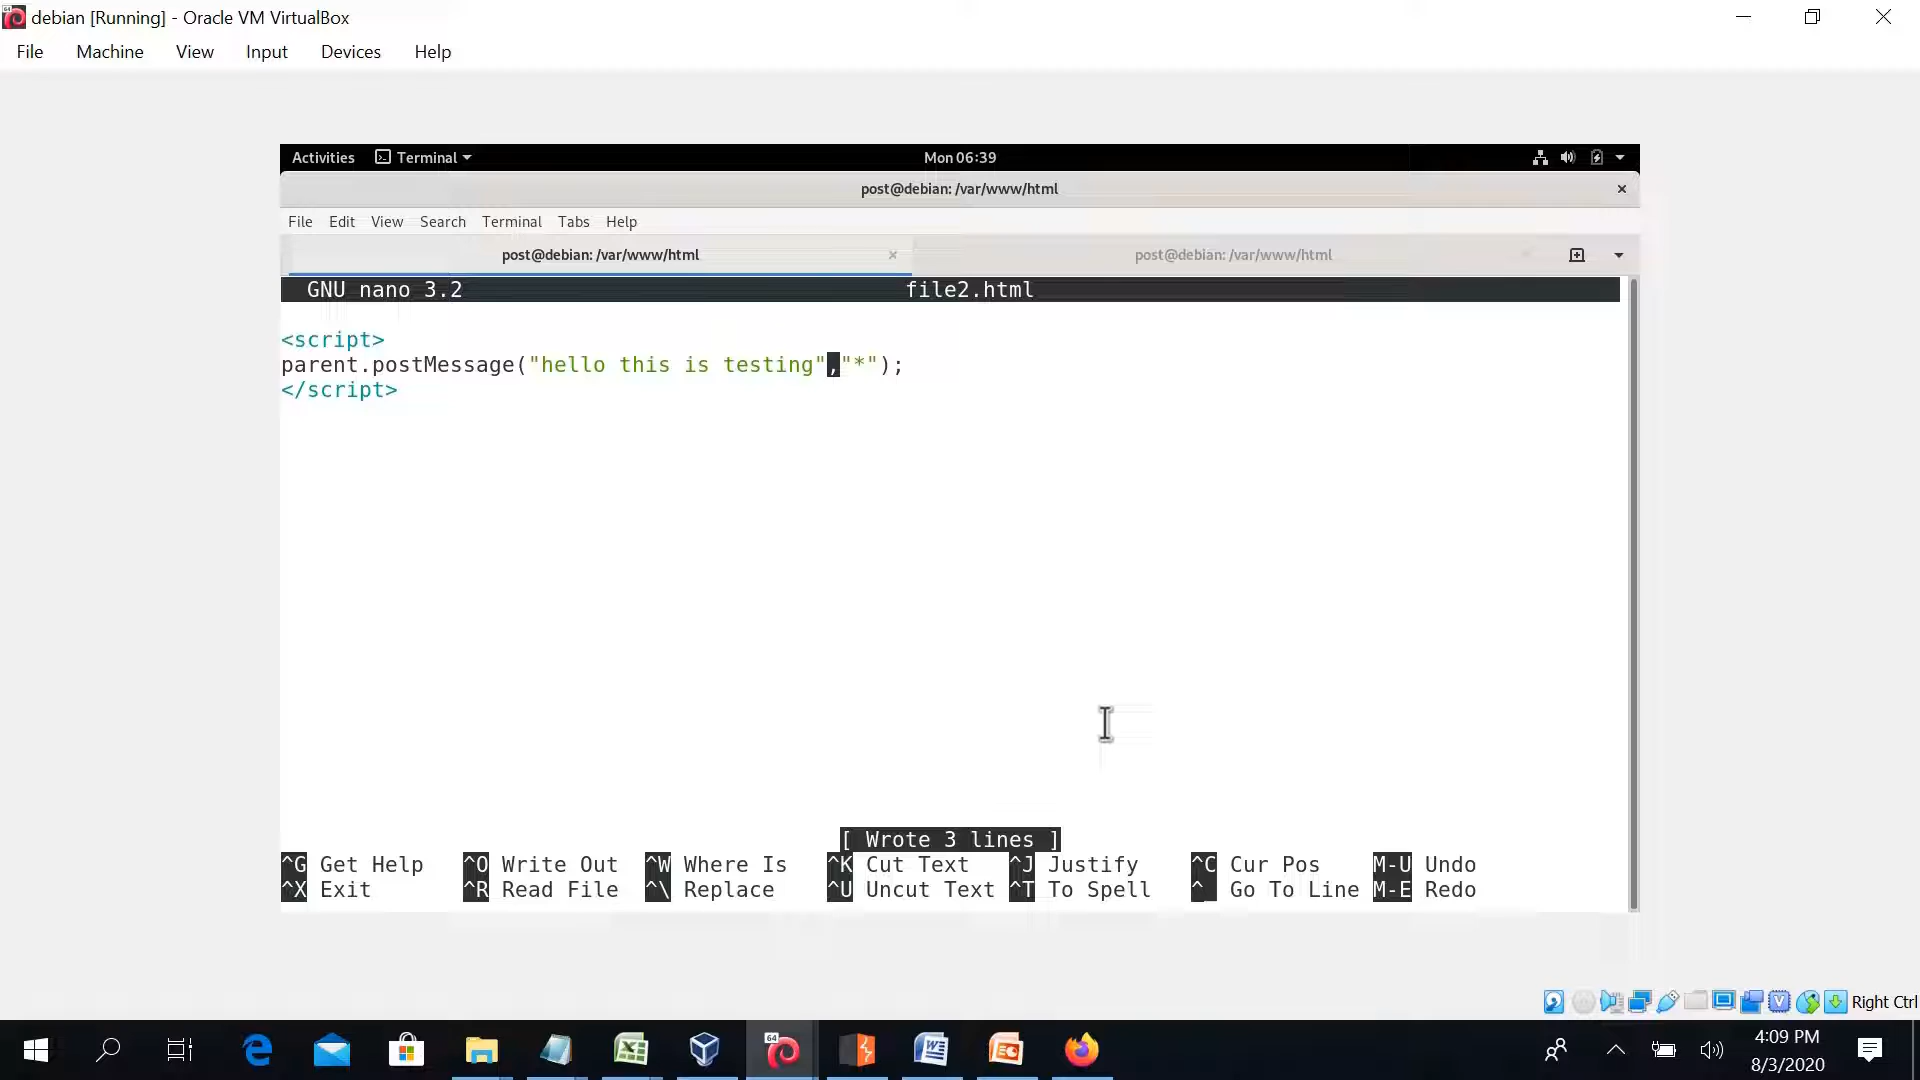 debian [Running] - Oracle VM VirtualBox
File Machine View Input Devices Help
Activities Terminal Mon 06:39
post@debian: /var/www/html
File Edit View Search Terminal Tabs Help
post@debian: /var/www/html post@debian: /var/www/html
GNU nano 3.2 file2.html
<script>
parent.postMessage("hello this is testing","*");
</script>
[ Wrote 3 lines ]
^G Get Help ^O Write Out ^W Where Is ^K Cut Text ^J Justify ^C Cur Pos M-U Undo
^X Exit ^R Read File ^\ Replace ^U Uncut Text ^T To Spell ^_ Go To Line M-E Redo
Right Ctrl
4:09 PM
8/3/2020